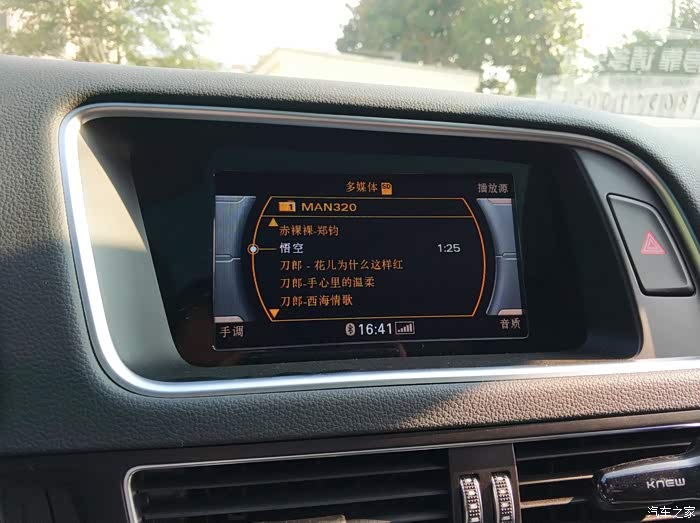 多媒体 SD 播放源
1 MAN320
赤裸裸-郑钧
悟空 1:25
刀郎 - 花儿为什么这样红
刀郎-手心里的温柔
刀郎-西海情歌
手调 16:41 音质
KNEW
汽车之家